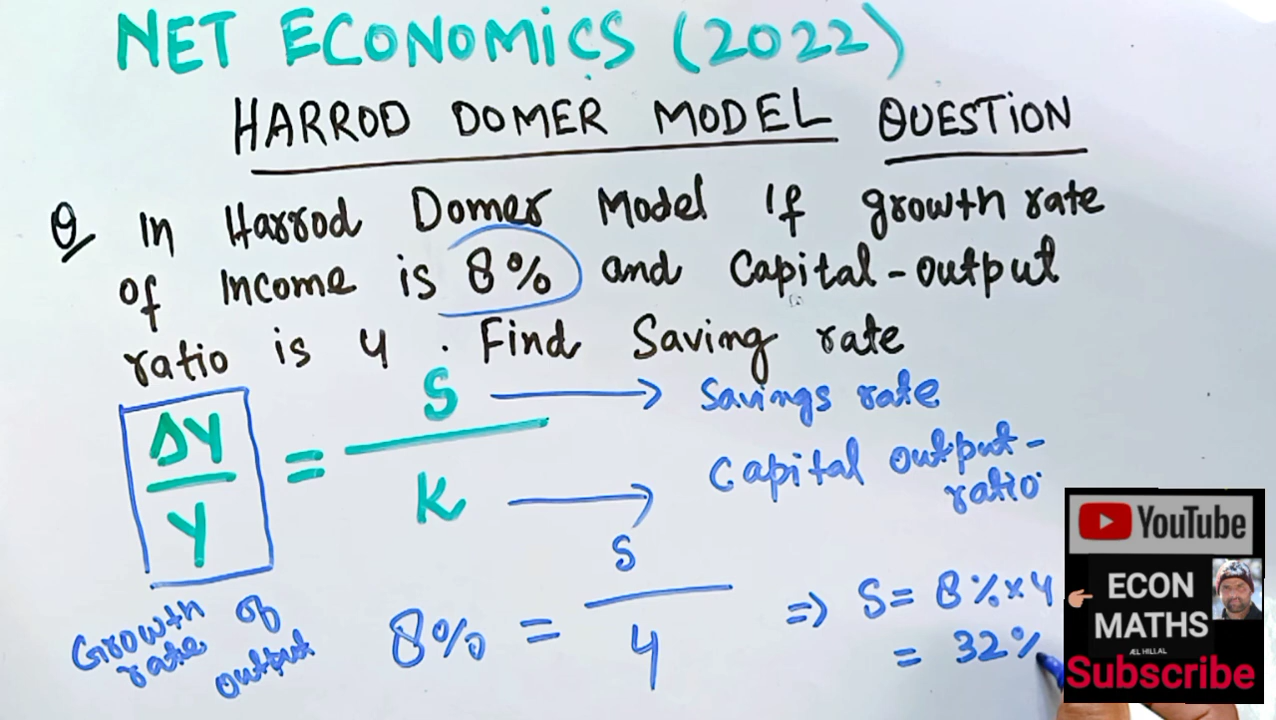 NET ECONOMICS (2022)
HARROD DOMER MODEL QUESTION
Q In Harrod Domer Model If growth rate
of Income is 8% and Capital-output
ratio is 4 . Find Saving rate
ΔY
Y
=
S
K
Savings rate
Capital output-
ratio
Growth
rate of
output
8% = S
4
=> S = 8% × 4
= 32%
YouTube
ECON
MATHS
ÆL HILLAL
Subscribe